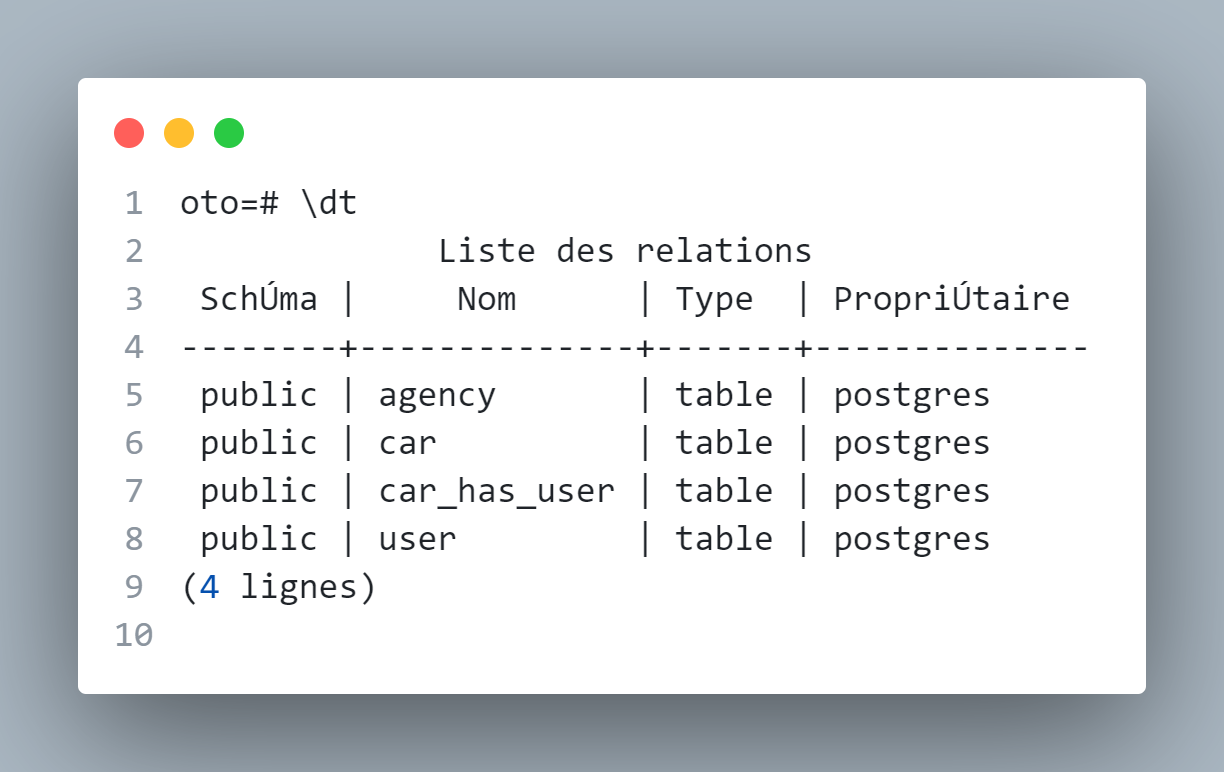 1 oto=# \dt
2              Liste des relations
3  SchÚma |     Nom      | Type  | PropriÚtaire
4 --------+--------------+-------+--------------
5  public | agency       | table | postgres
6  public | car          | table | postgres
7  public | car_has_user | table | postgres
8  public | user         | table | postgres
9 (4 lignes)
10